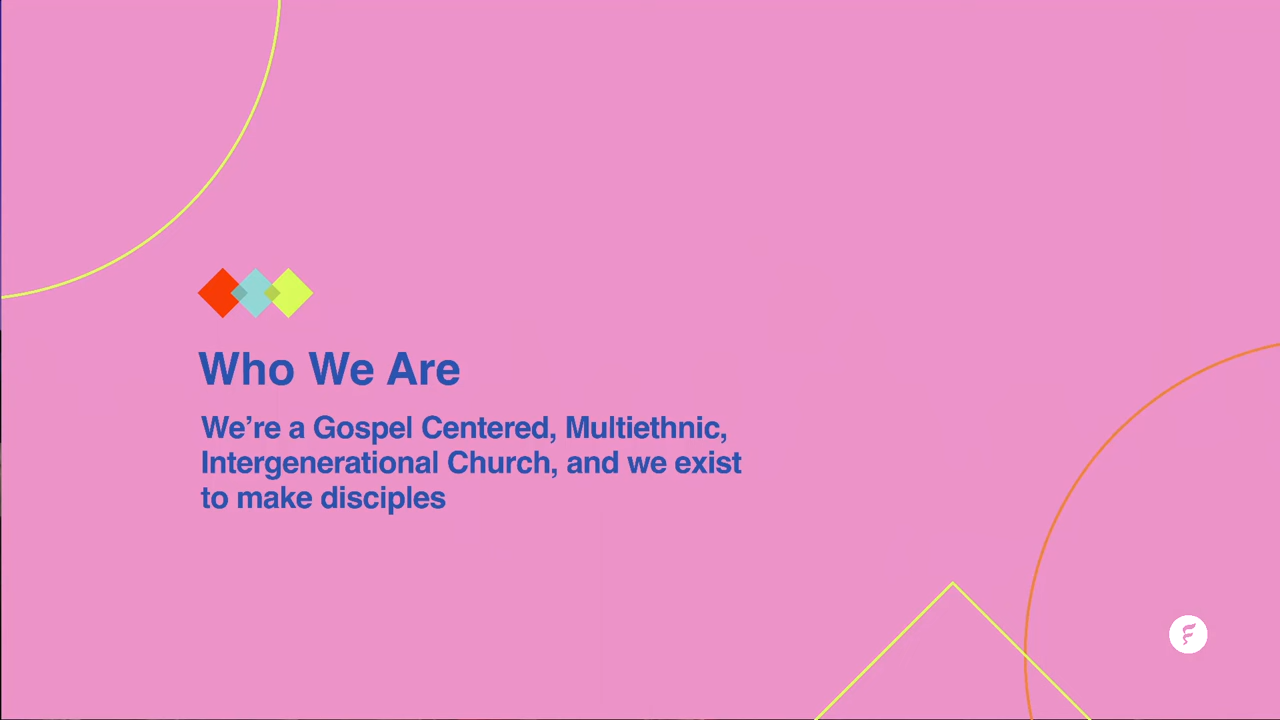 Who We Are
We’re a Gospel Centered, Multiethnic,
Intergenerational Church, and we exist
to make disciples
F